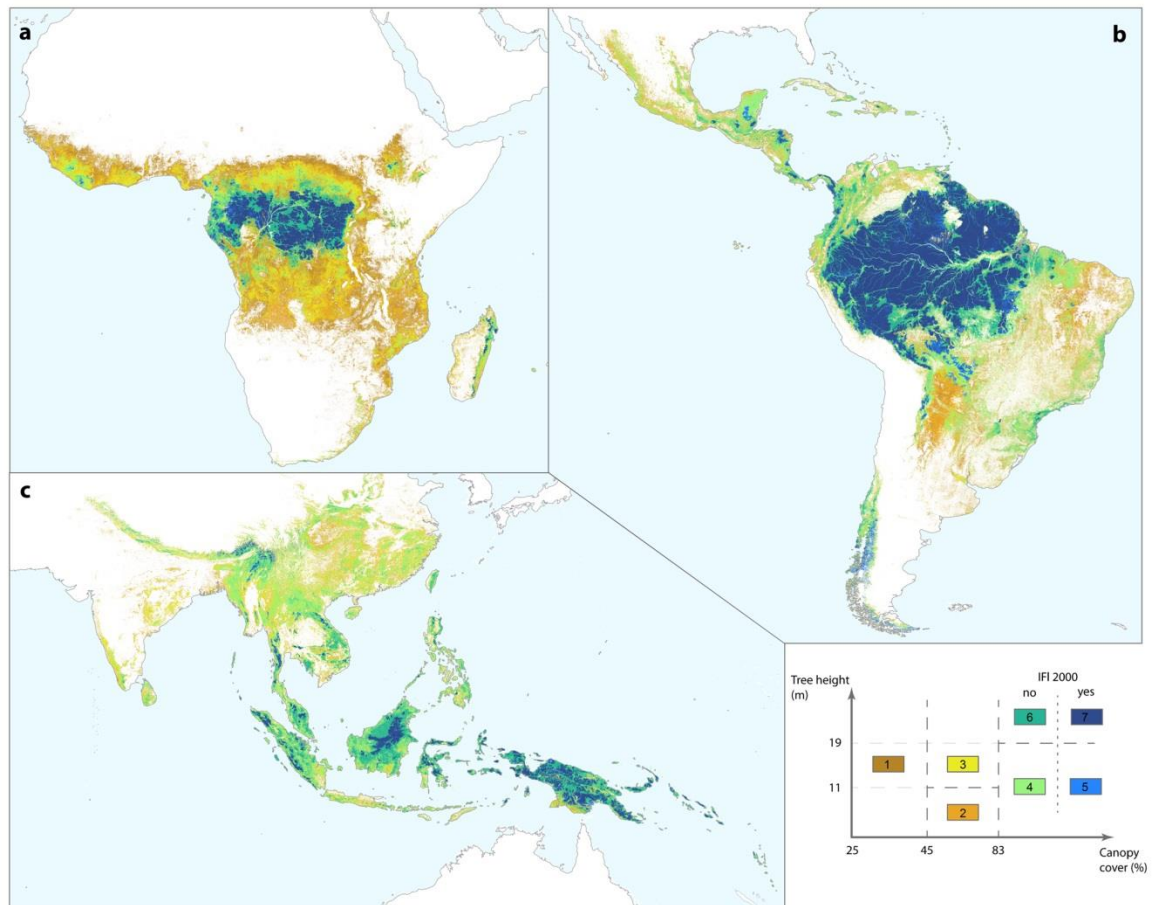 a
b
c
Tree height
(m)
IFl 2000
no
yes
6
7
19
1
3
11
4
5
2
25
45
83
Canopy
cover (%)